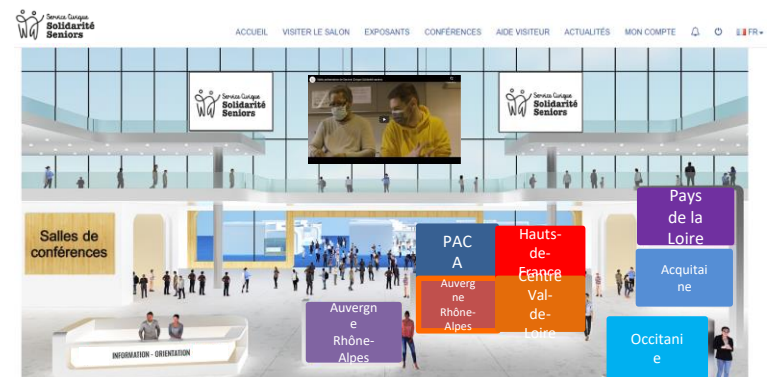 Service Civique
Solidarité
Seniors
ACCUEIL VISITER LE SALON EXPOSANTS CONFÉRENCES AIDE VISITEUR ACTUALITÉS MON COMPTE FR
Service Civique
Solidarité
Seniors
Service Civique
Solidarité
Seniors
Salles de
conférences
PAC
A
Hauts-
de-
France
Pays
de la
Loire
Auverg
ne
Rhône-
Alpes
Centre
Val-
de-
Loire
Acquitai
ne
Auvergn
e
Rhône-
Alpes
Occitani
e
INFORMATION - ORIENTATION